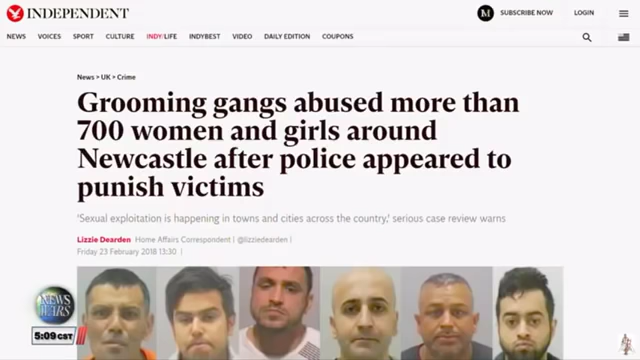 INDEPENDENT
M
SUBSCRIBE NOW
LOGIN
NEWS VOICES SPORT CULTURE INDY/LIFE INDYBEST VIDEO DAILY EDITION COUPONS
News > UK > Crime
Grooming gangs abused more than
700 women and girls around
Newcastle after police appeared to
punish victims
'Sexual exploitation is happening in towns and cities across the country,' serious case review warns
Lizzie Dearden Home Affairs Correspondent | @lizziedearden |
Friday 23 February 2018 13:30 |
NEWS
WARS
5:09 CST